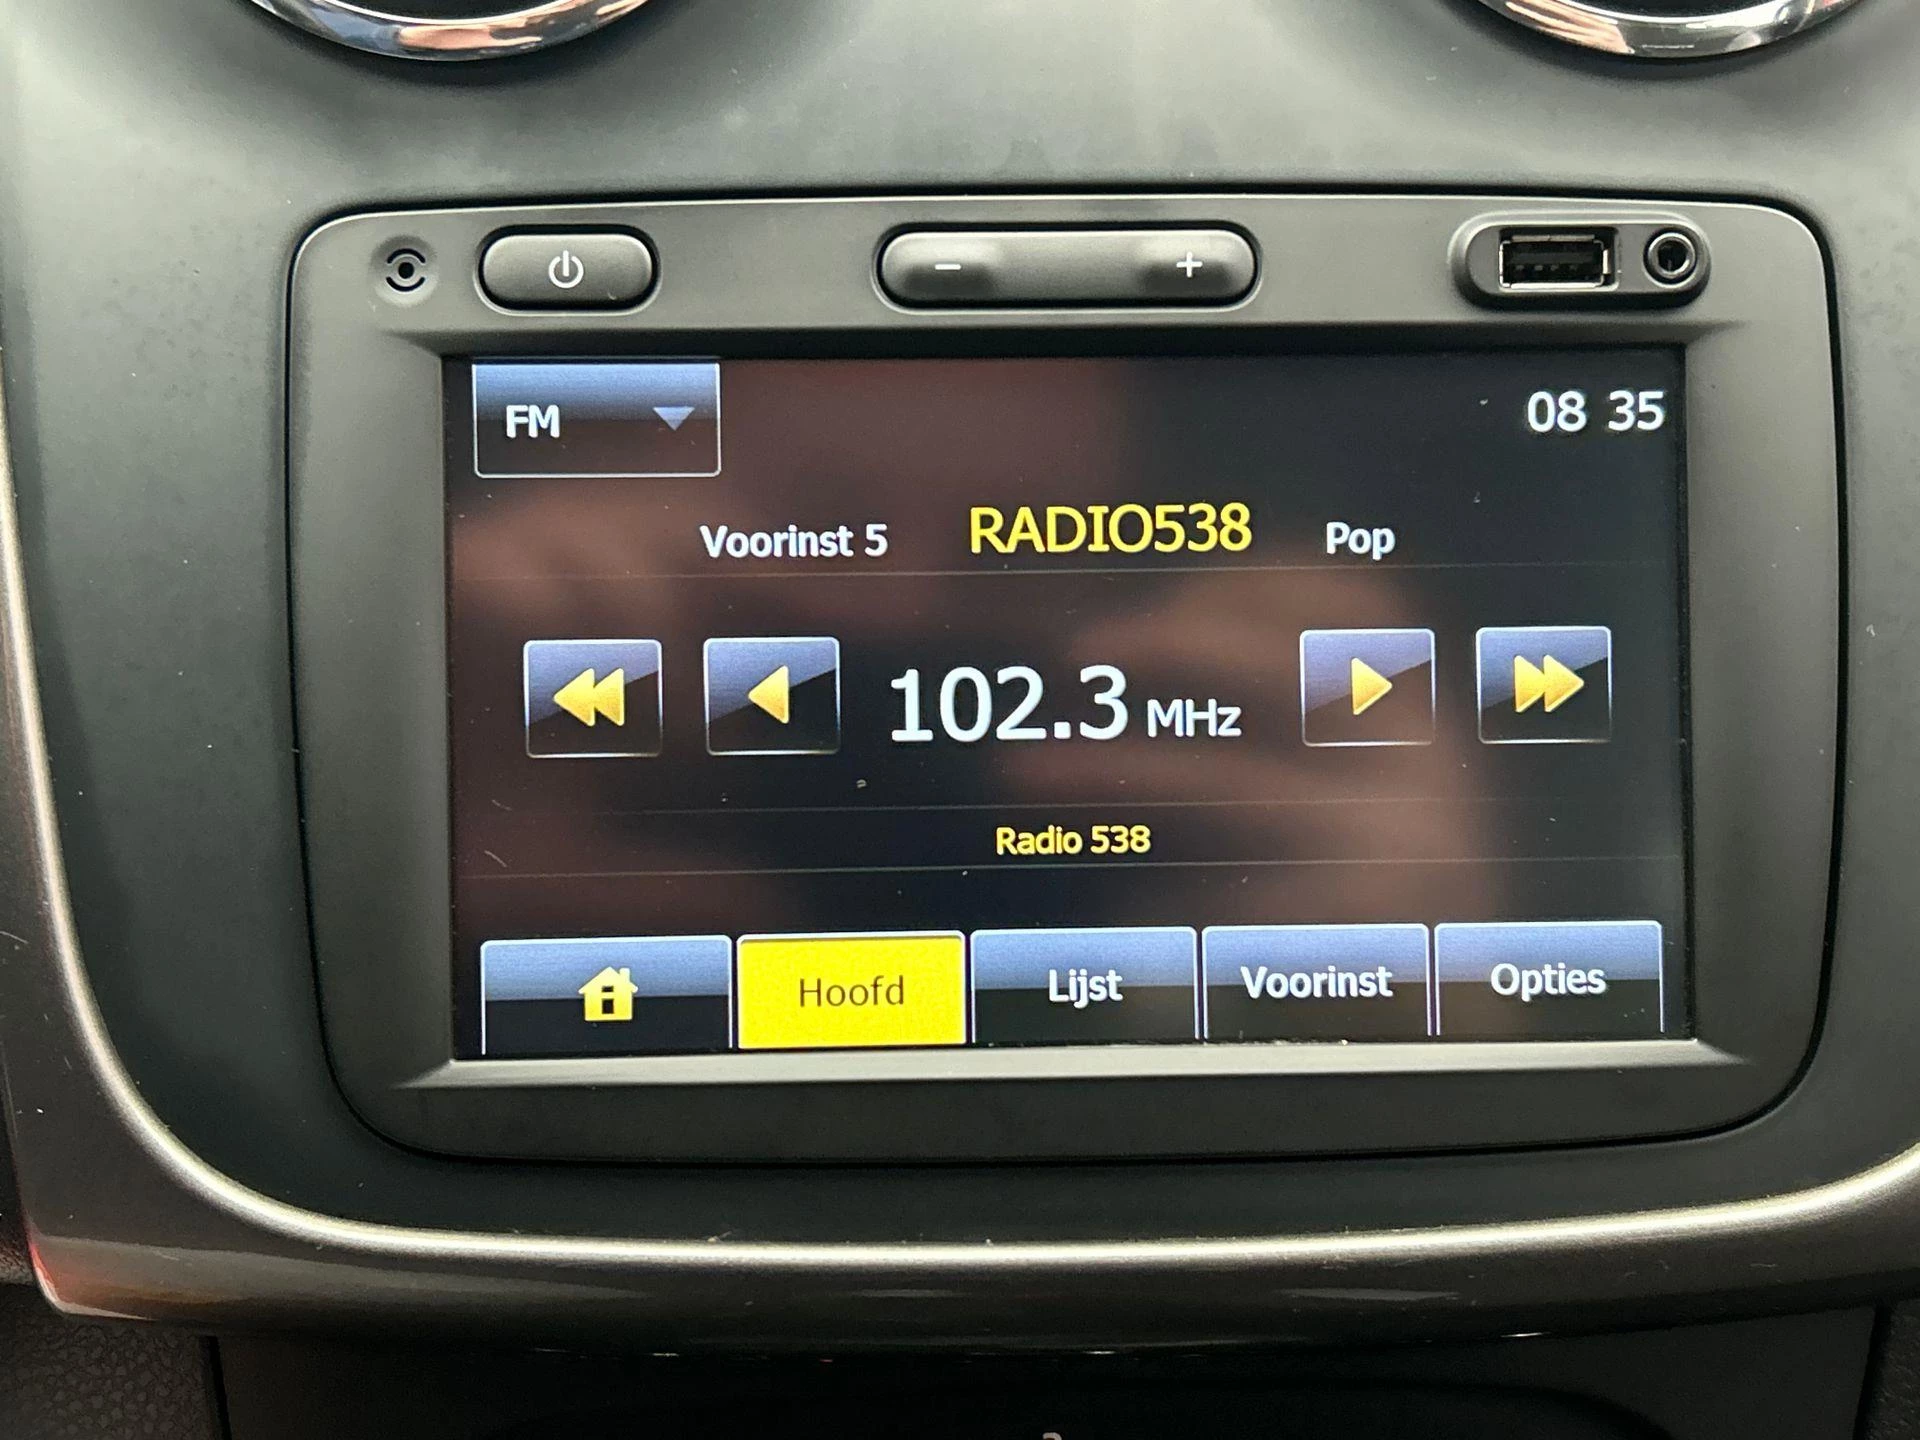 − +
FM 08 35
Voorinst 5 RADIO538 Pop
102.3 MHz
Radio 538
Hoofd Lijst Voorinst Opties